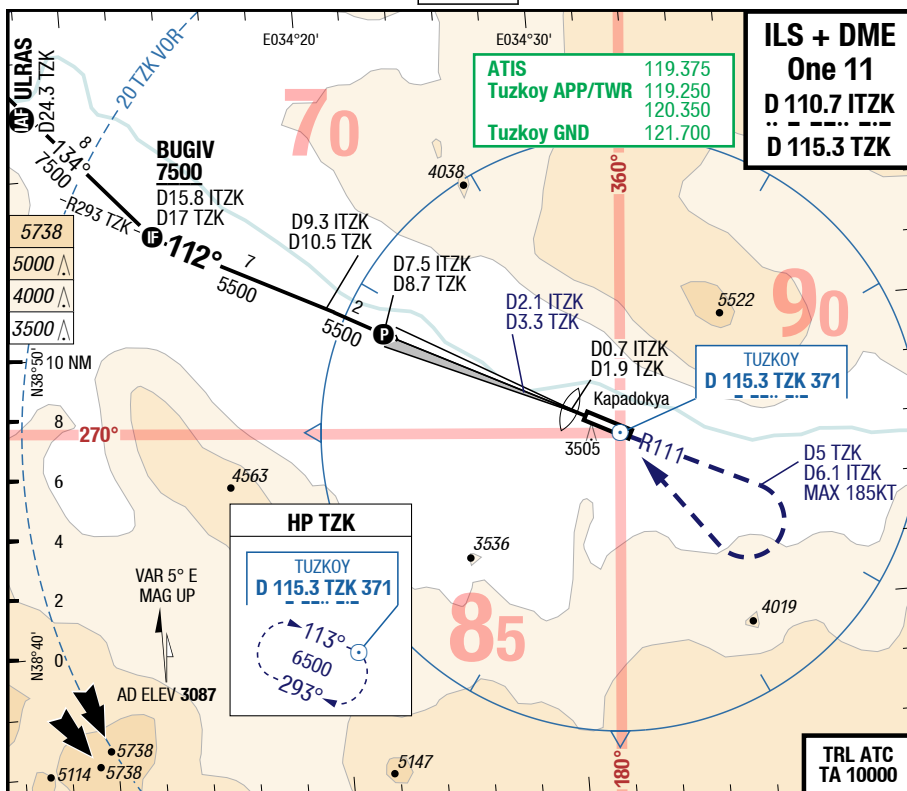 ILS + DME
One 11
D 110.7 ITZK
D 115.3 TZK
ATIS 119.375
Tuzkoy APP/TWR 119.250
120.350
Tuzkoy GND 121.700
E034°20'
E034°30'
IAF ULRAS
D24.3 TZK
20 TZK VOR
8
134°
7500
R293 TZK
BUGIV
7500
D15.8 ITZK
D17 TZK
IF
112°
7
5500
D9.3 ITZK
D10.5 TZK
2
5500
D7.5 ITZK
D8.7 TZK
P
70
4038
360°
90
5522
D2.1 ITZK
D3.3 TZK
D0.7 ITZK
D1.9 TZK
Kapadokya
TUZKOY
D 115.3 TZK 371
5738
5000
4000
3500
N38°50'
10 NM
8
6
4
2
0
N38°40'
270°
3505
R111
D5 TZK
D6.1 ITZK
MAX 185KT
4563
HP TZK
TUZKOY
D 115.3 TZK 371
113°
6500
293°
3536
85
4019
VAR 5° E
MAG UP
AD ELEV 3087
5738
5738
5114
5147
180°
TRL ATC
TA 10000